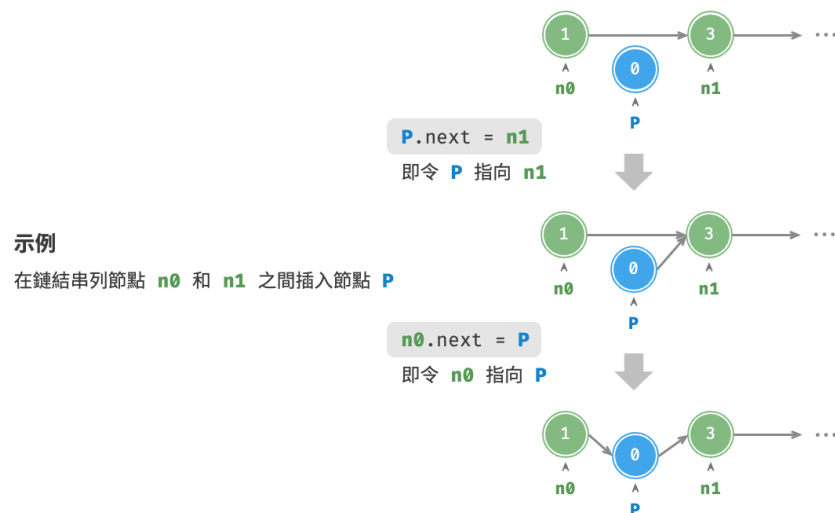 1 3 ...
0
n0 n1
P
P.next = n1
即令 P 指向 n1
1 3 ...
0
n0 n1
P
示例
在鏈結串列節點 n0 和 n1 之間插入節點 P
n0.next = P
即令 n0 指向 P
1 3 ...
0
n0 n1
P